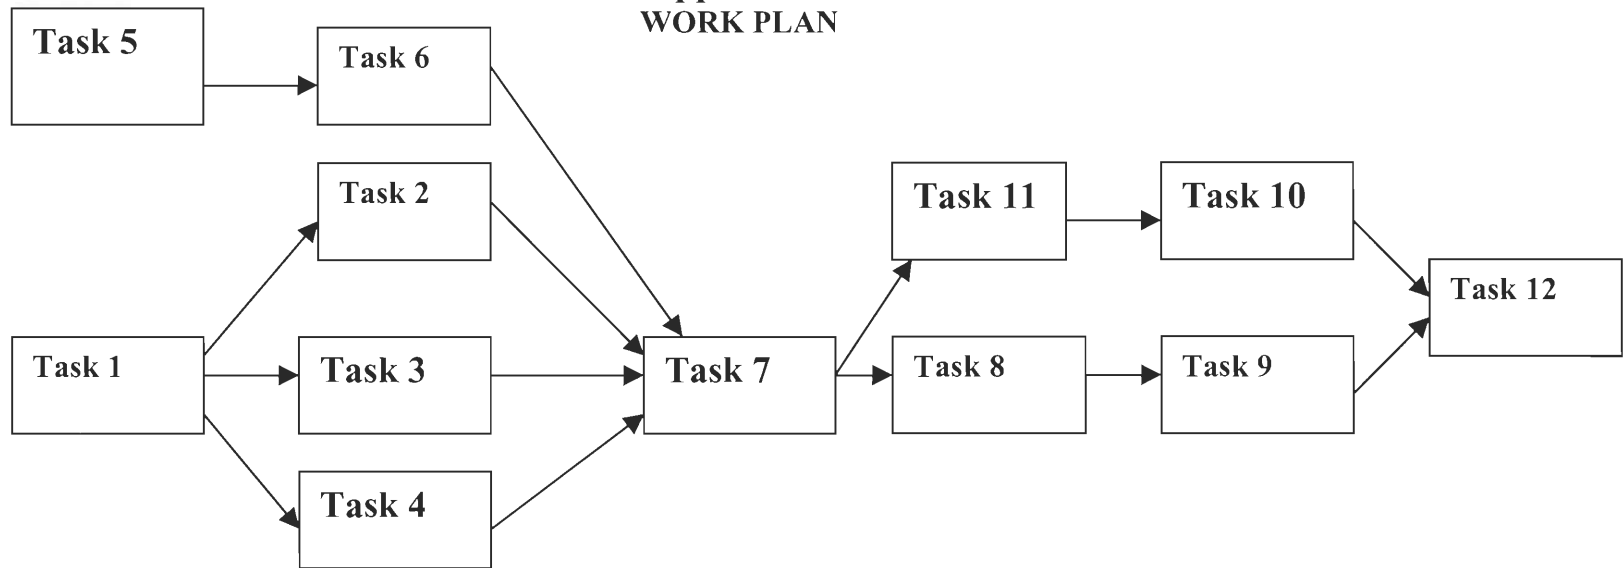 WORK PLAN
Task 5
Task 6
Task 2
Task 11
Task 10
Task 12
Task 1
Task 3
Task 7
Task 8
Task 9
Task 4